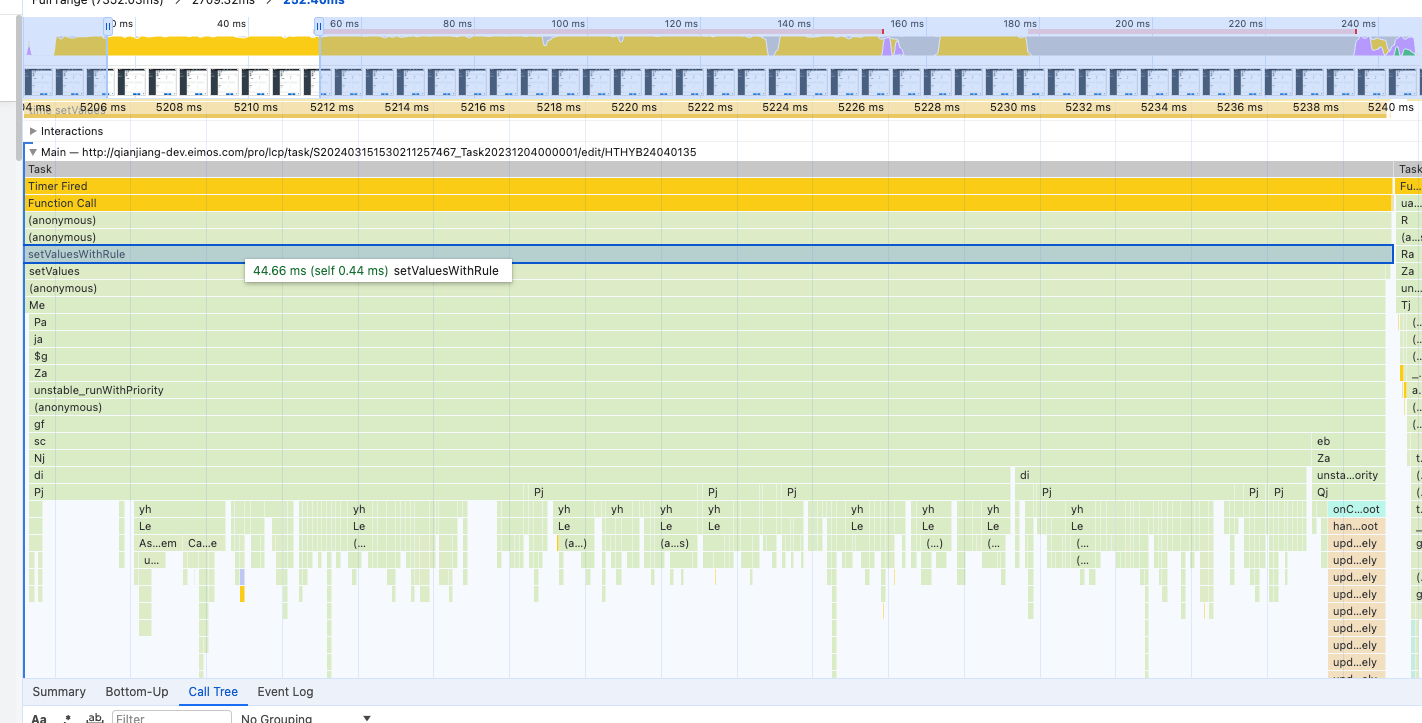 Full range (7352.03ms) > 2709.32ms > 252.40ms
0 ms 40 ms 60 ms 80 ms 100 ms 120 ms 140 ms 160 ms 180 ms 200 ms 220 ms 240 ms
04 ms 5206 ms 5208 ms 5210 ms 5212 ms 5214 ms 5216 ms 5218 ms 5220 ms 5222 ms 5224 ms 5226 ms 5228 ms 5230 ms 5232 ms 5234 ms 5236 ms 5238 ms 5240 ms
time setValues
Interactions
Main — http://qianjiang-dev.eimos.com/pro/lcp/task/S202403151530211257467_Task20231204000001/edit/HTHYB24040135
Task Task
Timer Fired Fu...
Function Call ua...
(anonymous) R
(anonymous) (a...s
setValuesWithRule Ra
44.66 ms (self 0.44 ms) setValuesWithRule
setValues Za
(anonymous) un...
Me Tj
Pa (...
ja (...
$g (...
Za _...
unstable_runWithPriority a.
(anonymous) (...
gf (...
sc eb
Nj Za t.
di di unsta...ority (.
Pj Pj Pj Pj Pj Pj Pj Qj (.
yh yh yh yh yh yh yh yh yh yh onC...oot t.
Le Le Le Le Le Le Le Le Le han...oot _.
As...em Ca...e (... (a...) (a...s) (...) (... (... upd...ely g
u... (... upd...ely
upd...ely (.
upd...ely g
upd...ely
upd...ely
upd...ely
upd...ely
Summary Bottom-Up Call Tree Event Log
Aa .* ab Filter No Grouping